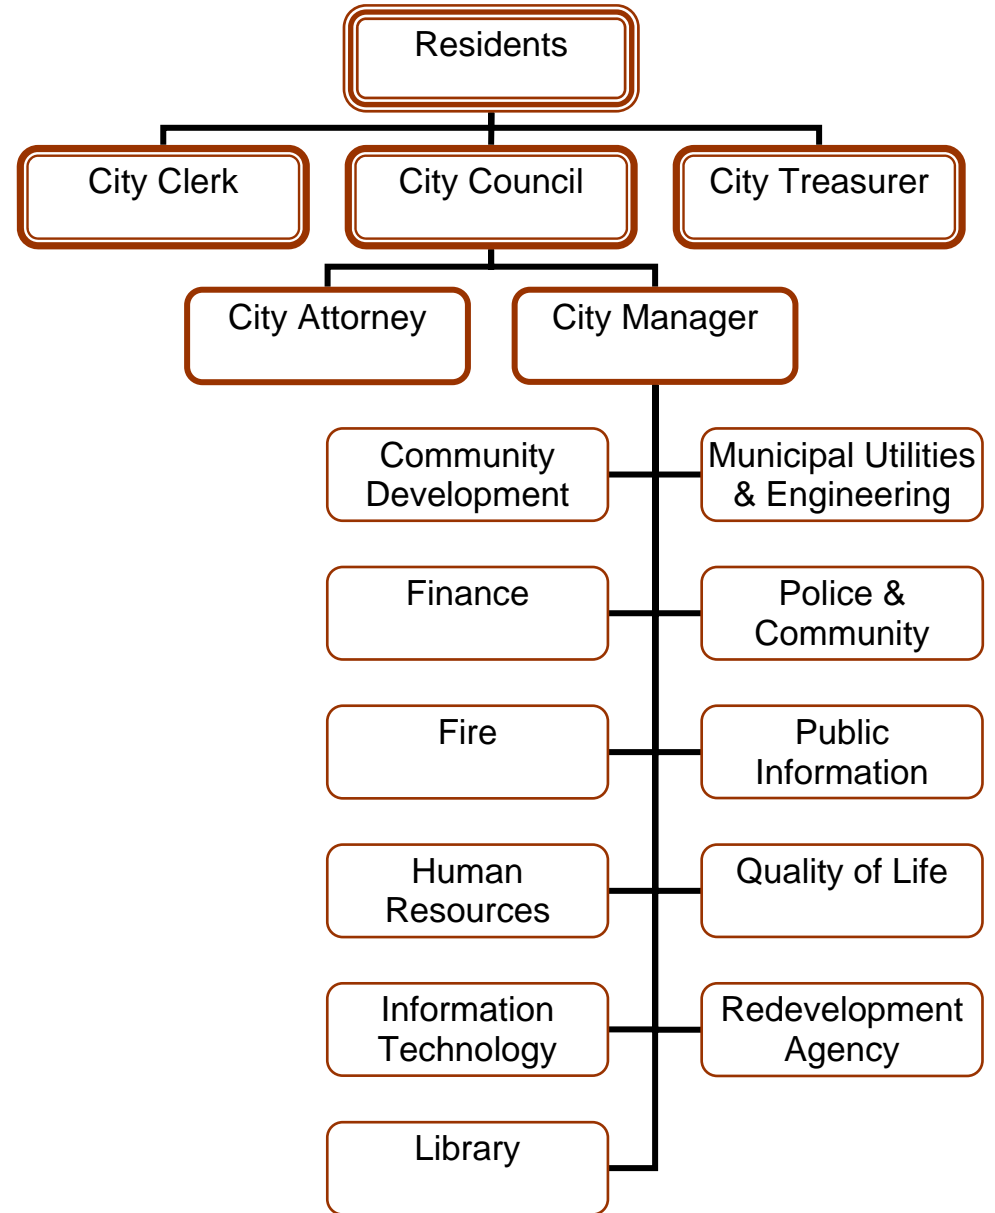 Residents
City Clerk
City Council
City Treasurer
City Attorney
City Manager
Community
Development
Municipal Utilities
& Engineering
Finance
Police &
Community
Fire
Public
Information
Human
Resources
Quality of Life
Information
Technology
Redevelopment
Agency
Library